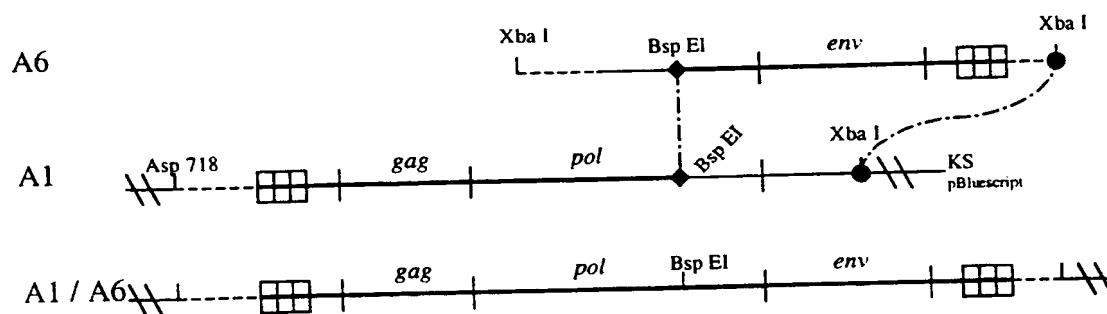 A6
Xba I
Bsp EI
env
Xba I
A1
Asp 718
gag
pol
Bsp EI
Xba I
KS
pBluescript
A1 / A6
gag
pol
Bsp EI
env